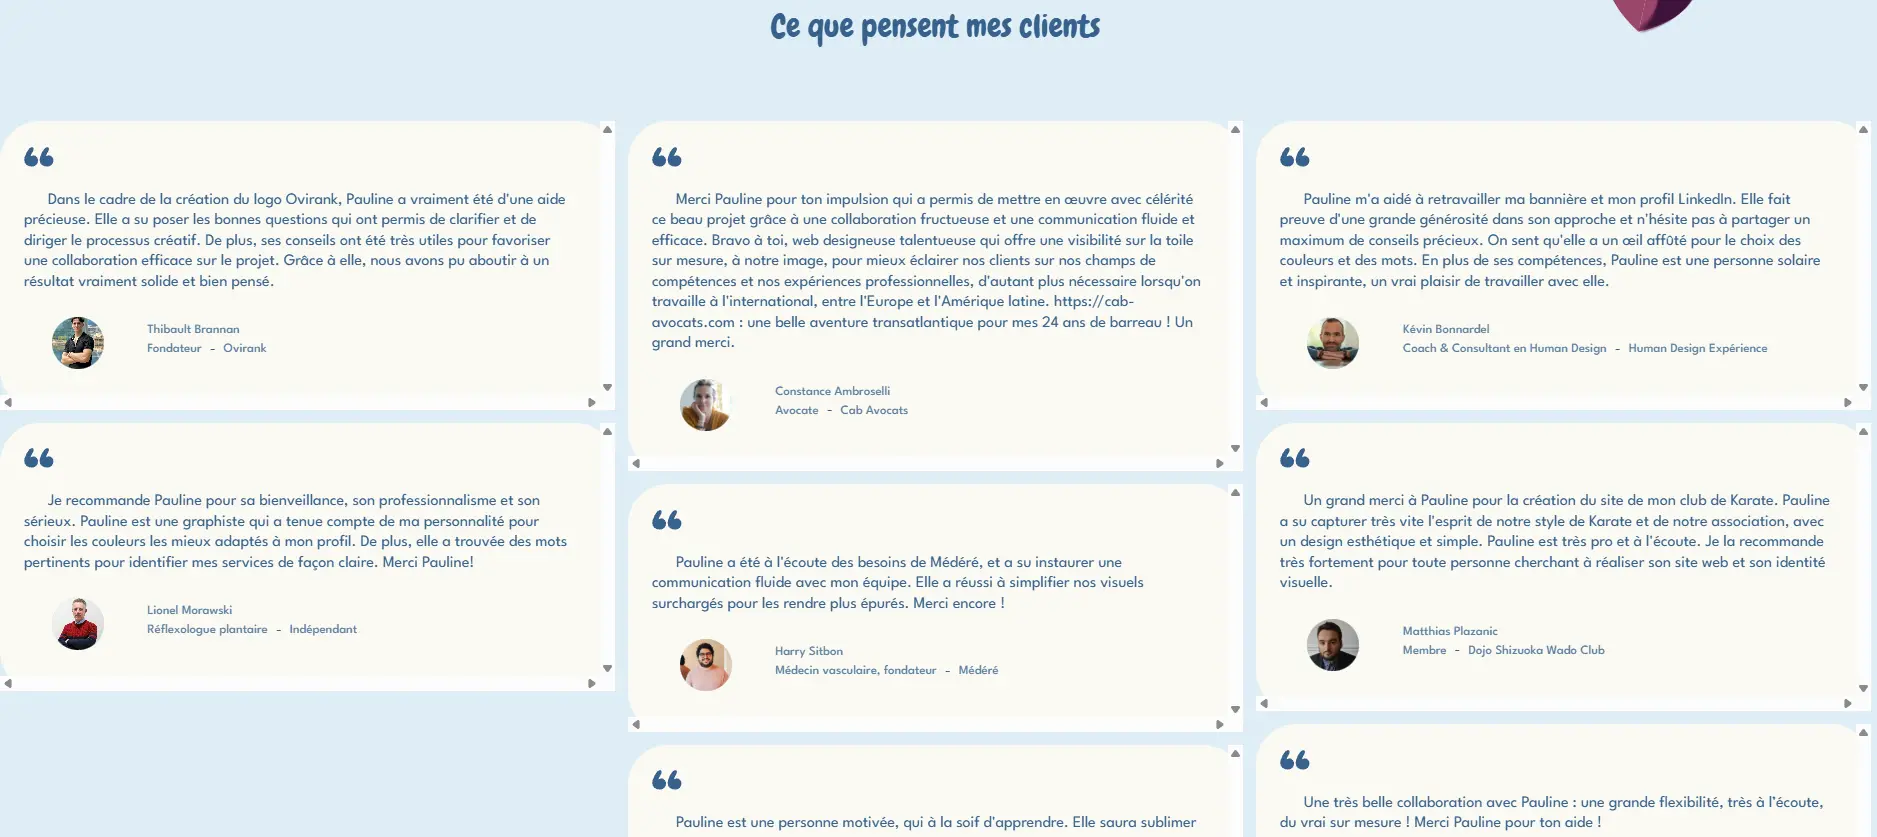 Ce que pensent mes clients
Dans le cadre de la création du logo Ovirank, Pauline a vraiment été d'une aide
précieuse. Elle a su poser les bonnes questions qui ont permis de clarifier et de
diriger le processus créatif. De plus, ses conseils ont été très utiles pour favoriser
une collaboration efficace sur le projet. Grâce à elle, nous avons pu aboutir à un
résultat vraiment solide et bien pensé.
Thibault Brannan
Fondateur - Ovirank
Je recommande Pauline pour sa bienveillance, son professionnalisme et son
sérieux. Pauline est une graphiste qui a tenue compte de ma personnalité pour
choisir les couleurs les mieux adaptés à mon profil. De plus, elle a trouvée des mots
pertinents pour identifier mes services de façon claire. Merci Pauline!
Lionel Morawski
Réflexologue plantaire - Indépendant
Merci Pauline pour ton impulsion qui a permis de mettre en œuvre avec célérité
ce beau projet grâce à une collaboration fructueuse et une communication fluide et
efficace. Bravo à toi, web designeuse talentueuse qui offre une visibilité sur la toile
sur mesure, à notre image, pour mieux éclairer nos clients sur nos champs de
compétences et nos expériences professionnelles, d'autant plus nécessaire lorsqu'on
travaille à l'international, entre l'Europe et l'Amérique latine. https://cab-
avocats.com : une belle aventure transatlantique pour mes 24 ans de barreau ! Un
grand merci.
Constance Ambroselli
Avocate - Cab Avocats
Pauline a été à l'écoute des besoins de Médéré, et a su instaurer une
communication fluide avec mon équipe. Elle a réussi à simplifier nos visuels
surchargés pour les rendre plus épurés. Merci encore !
Harry Sitbon
Médecin vasculaire, fondateur - Médéré
Pauline est une personne motivée, qui à la soif d'apprendre. Elle saura sublimer
Pauline m'a aidé à retravailler ma bannière et mon profil LinkedIn. Elle fait
preuve d'une grande générosité dans son approche et n'hésite pas à partager un
maximum de conseils précieux. On sent qu'elle a un œil affûté pour le choix des
couleurs et des mots. En plus de ses compétences, Pauline est une personne solaire
et inspirante, un vrai plaisir de travailler avec elle.
Kévin Bonnardel
Coach & Consultant en Human Design - Human Design Expérience
Un grand merci à Pauline pour la création du site de mon club de Karate. Pauline
a su capturer très vite l'esprit de notre style de Karate et de notre association, avec
un design esthétique et simple. Pauline est très pro et à l'écoute. Je la recommande
très fortement pour toute personne cherchant à réaliser son site web et son identité
visuelle.
Matthias Plazanic
Membre - Dojo Shizuoka Wado Club
Une très belle collaboration avec Pauline : une grande flexibilité, très à l’écoute,
du vrai sur mesure ! Merci Pauline pour ton aide !